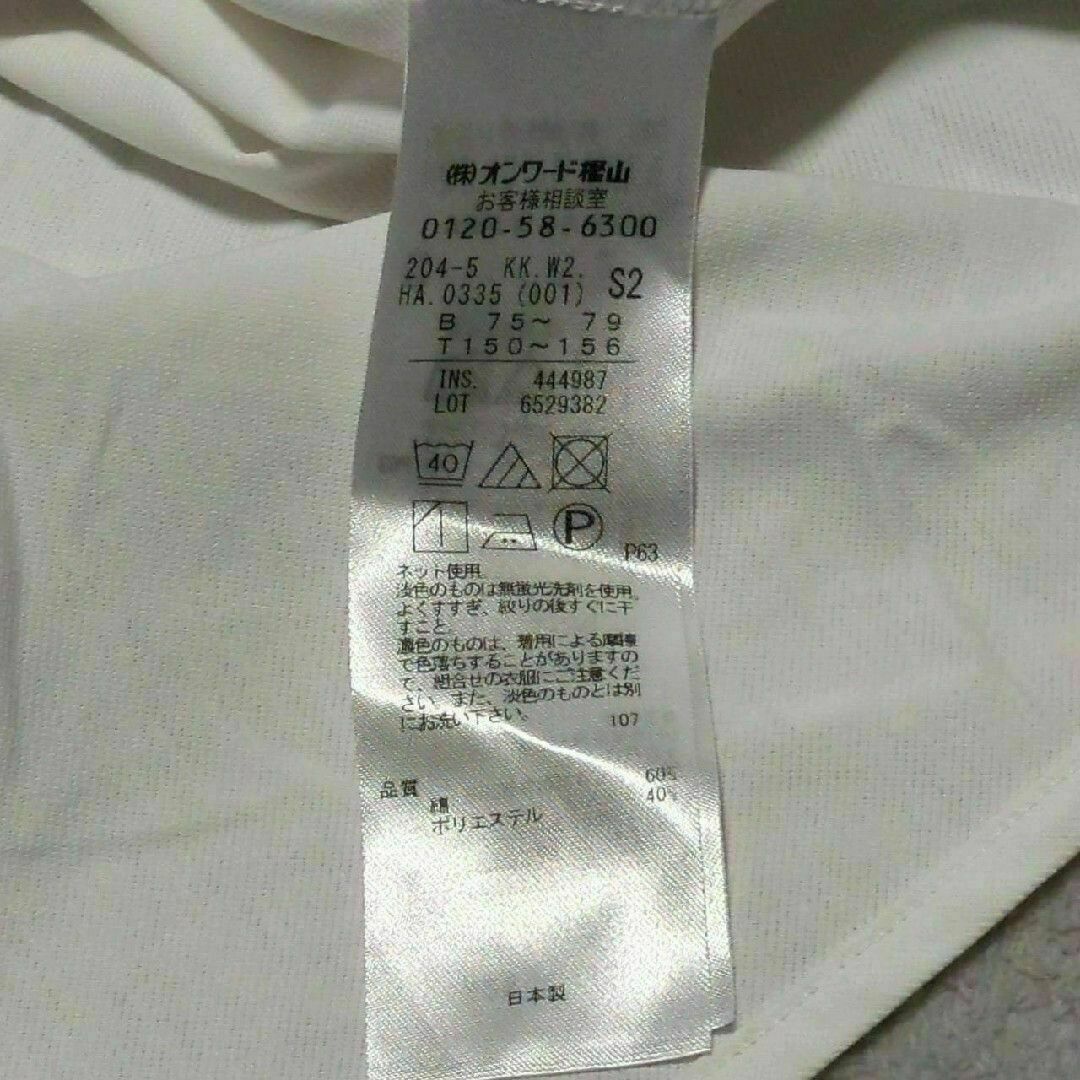 (株)オンワード樫山
お客様相談室
0120-58-6300
204-5 KK.W2.
HA.0335 (001) S2
B 75〜 79
T150〜156
INS. 444987
LOT 6529382
40
P
P63
ネット使用
淡色のものは無蛍光洗剤を使用。
よくすすぎ、絞りの後すぐに干
すこと。
濃色のものは、着用による摩擦
で色落ちすることがありますの
で、組合せの衣服にご注意くだ
さい。また、淡色のものとは別
にお洗い下さい。 107
品質
綿 60%
ポリエステル 40%
日本製